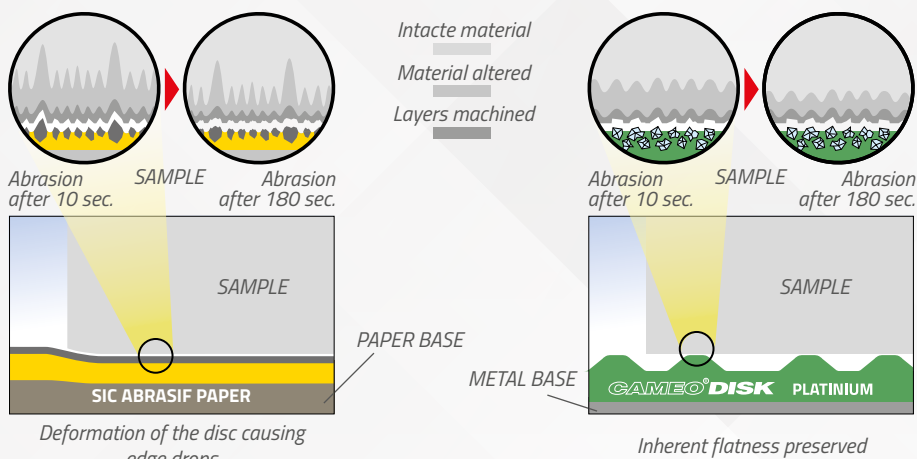 Intacte material
Material altered
Layers machined
Abrasion
after 10 sec.
SAMPLE
Abrasion
after 180 sec.
SAMPLE
PAPER BASE
SIC ABRASIF PAPER
Deformation of the disc causing
edge drops
Abrasion
after 10 sec.
SAMPLE
Abrasion
after 180 sec.
SAMPLE
METAL BASE
CAMEO° DISK PLATINIUM
Inherent flatness preserved